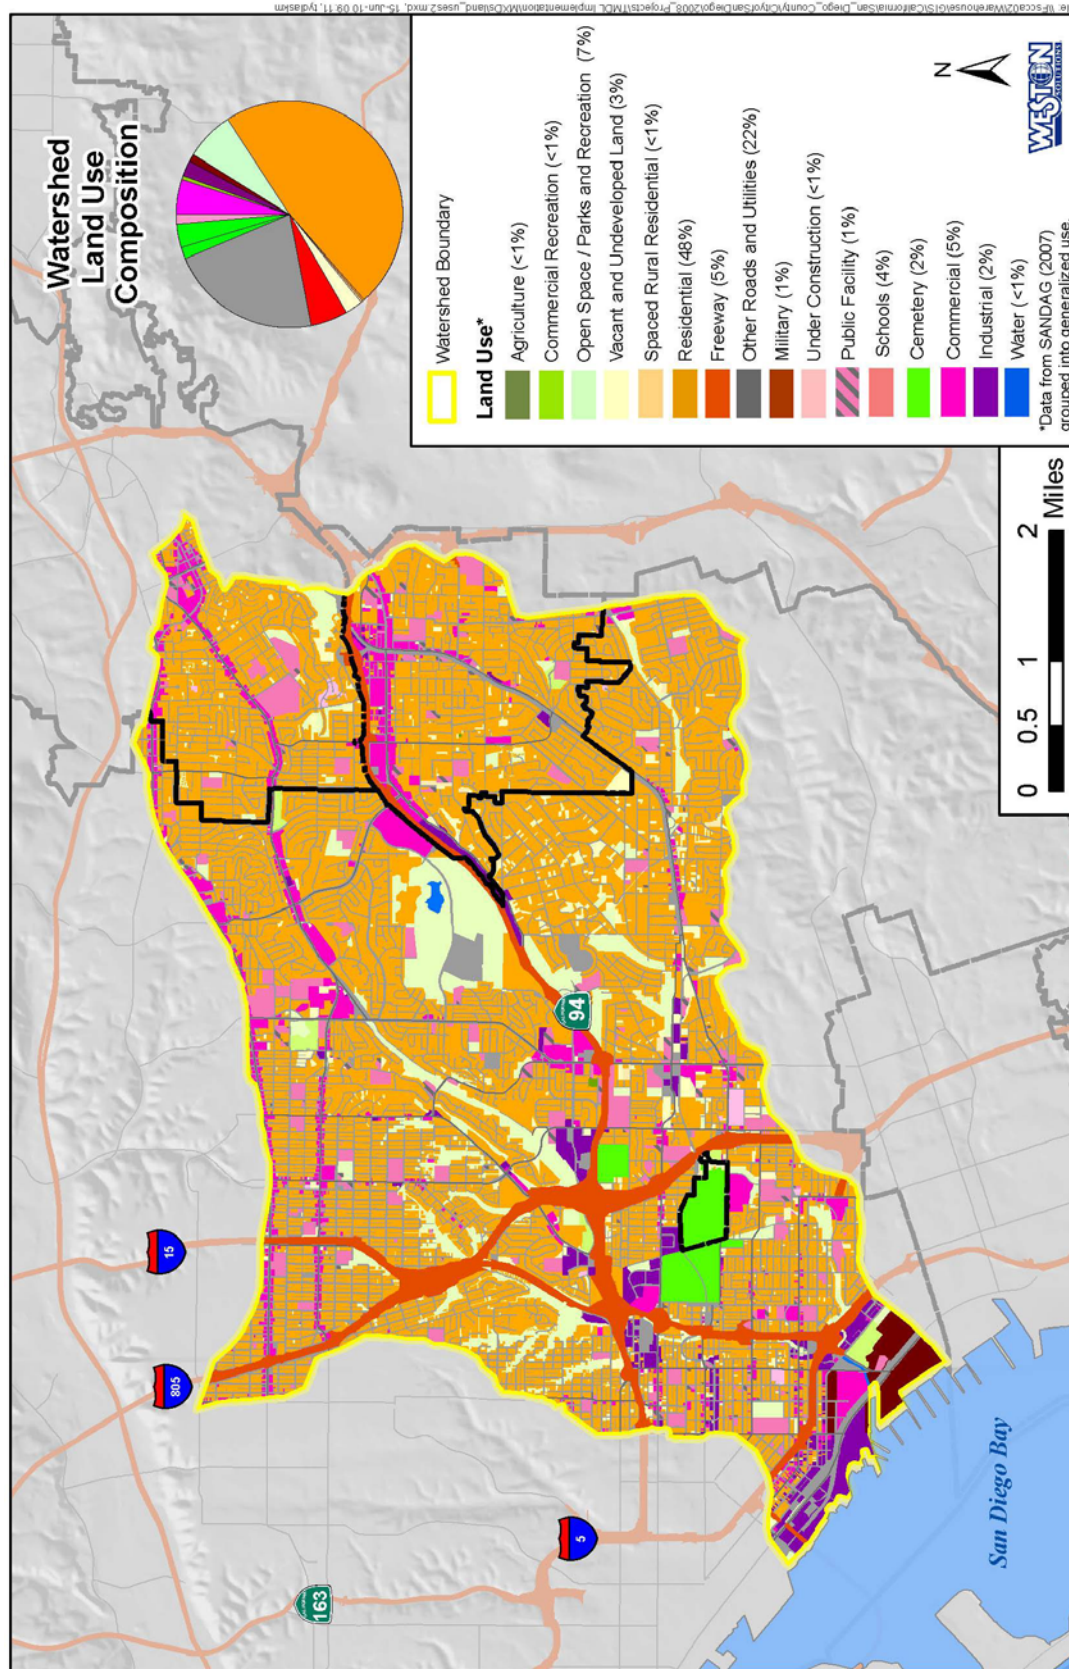 Watershed
Land Use
Composition
Watershed Boundary
Land Use*
Agriculture (<1%)
Commercial Recreation (<1%)
Open Space / Parks and Recreation (7%)
Vacant and Undeveloped Land (3%)
Spaced Rural Residential (<1%)
Residential (48%)
Freeway (5%)
Other Roads and Utilities (22%)
Military (1%)
Under Construction (<1%)
Public Facility (1%)
Schools (4%)
Cemetery (2%)
Commercial (5%)
Industrial (2%)
Water (<1%)
*Data from SANDAG (2007)
grouped into generalized use.
N
WESTON
SOLUTIONS
0 0.5 1 2
Miles
15
805
5
163
94
San Diego Bay